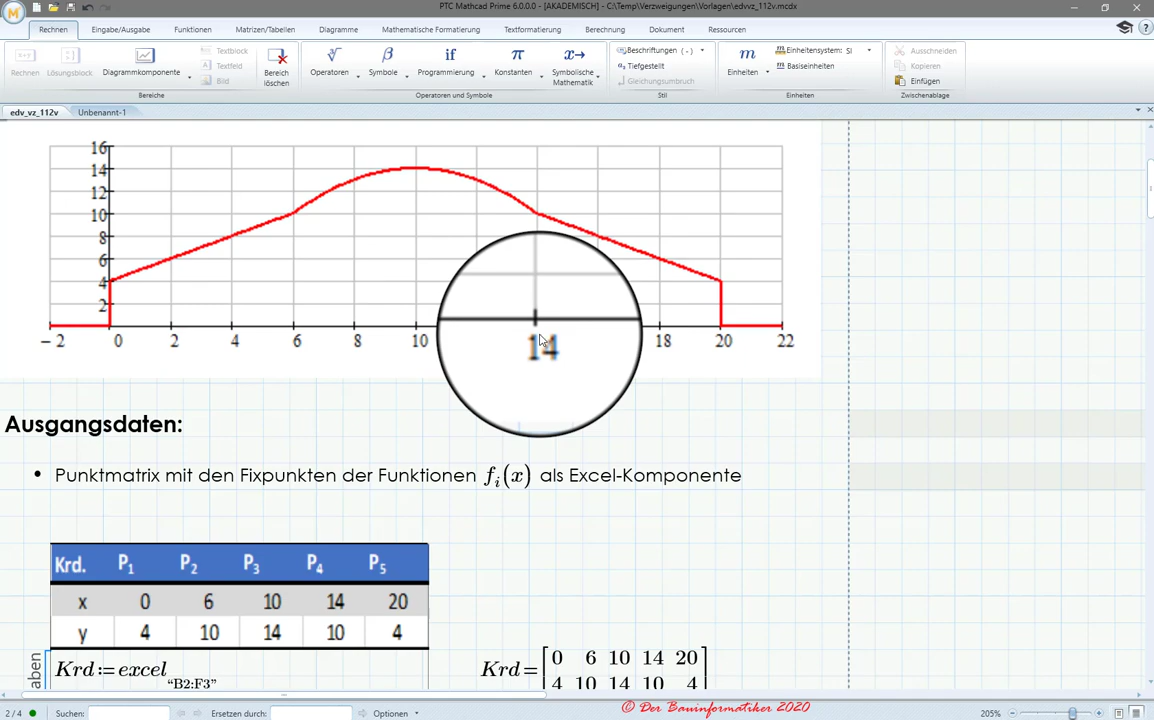 PTC Mathcad Prime 6.0.0.0 - [AKADEMISCH] - C:\Temp\Verzweigungen\Vorlagen\edvvz_112v.mcdx
Rechnen Eingabe/Ausgabe Funktionen Matrizen/Tabellen Diagramme Mathematische Formatierung Textformatierung Berechnung Dokument Ressourcen
Rechnen Lösungsblock Diagrammkomponente Textblock Textfeld Bild Bereich löschen
Operatoren Symbole Programmierung Konstanten Symbolische Mathematik
Beschriftungen ( - ) Tiefgestellt Gleichungsumbruch
Einheiten Einheitensystem: SI Basiseinheiten
Ausschneiden Kopieren Einfügen
Bereiche Operatoren und Symbole Stil Einheiten Zwischenablage
edv_vz_112v Unbenannt-1
16
14
12
10
8
6
4
2
− 2 0 2 4 6 8 10 14 18 20 22
Ausgangsdaten:
• Punktmatrix mit den Fixpunkten der Funktionen fᵢ(x) als Excel-Komponente
Krd. P₁ P₂ P₃ P₄ P₅
x 0 6 10 14 20
y 4 10 14 10 4
Krd ≔ excel "B2:F3"
Krd = [0 6 10 14 20
4 10 14 10 4]
aben
2 / 4 Suchen: Ersetzen durch: Optionen © Der Bauinformatiker 2020 205%